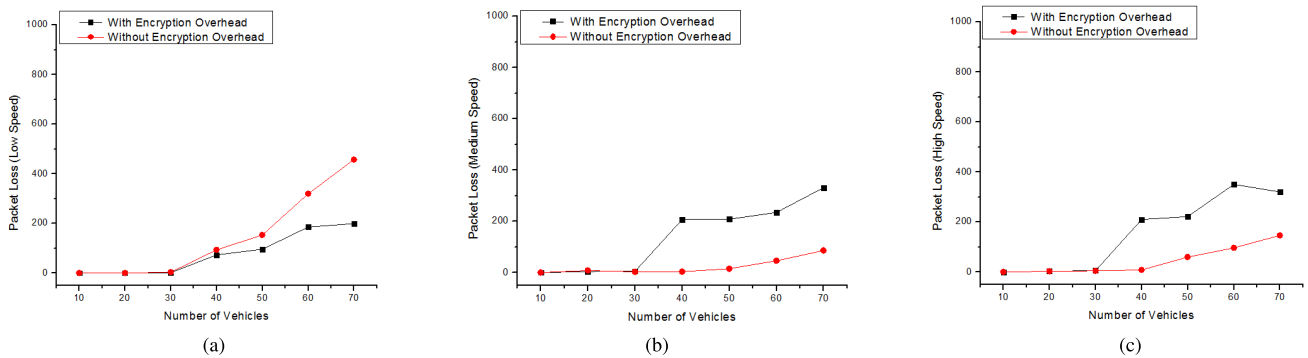 With Encryption Overhead
Without Encryption Overhead
1000
800
600
400
200
0
Packet Loss (Low Speed)
10 20 30 40 50 60 70
Number of Vehicles
(a)
With Encryption Overhead
Without Encryption Overhead
1000
800
600
400
200
0
Packet Loss (Medium Speed)
10 20 30 40 50 60 70
Number of Vehicles
(b)
With Encryption Overhead
Without Encryption Overhead
1000
800
600
400
200
0
Packet Loss (High Speed)
10 20 30 40 50 60 70
Number of Vehicles
(c)